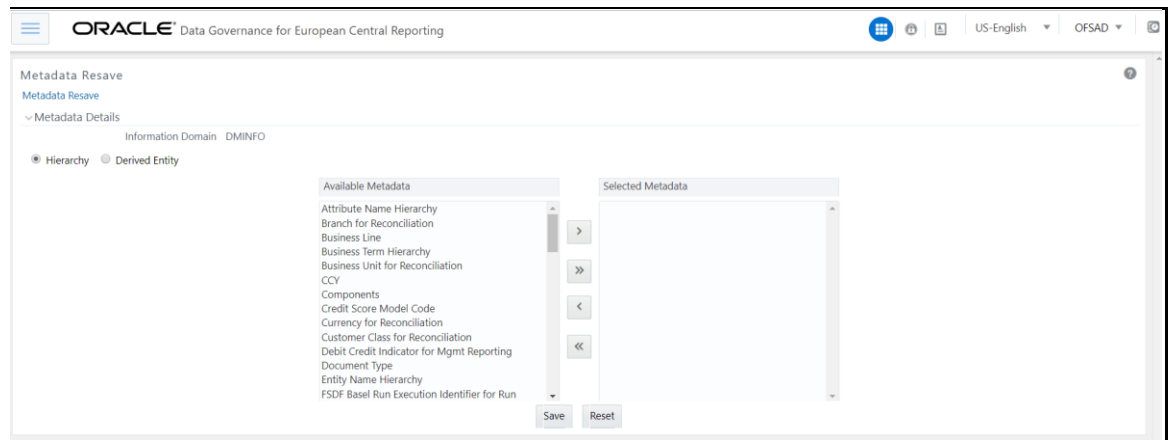 ORACLE® Data Governance for European Central Reporting
US-English
OFSAD
Metadata Resave
Metadata Resave
Metadata Details
Information Domain DMINFO
Hierarchy Derived Entity
Available Metadata
Attribute Name Hierarchy
Branch for Reconciliation
Business Line
Business Term Hierarchy
Business Unit for Reconciliation
CCY
Components
Credit Score Model Code
Currency for Reconciliation
Customer Class for Reconciliation
Debit Credit Indicator for Mgmt Reporting
Document Type
Entity Name Hierarchy
FSDF Basel Run Execution Identifier for Run
Selected Metadata
Save Reset